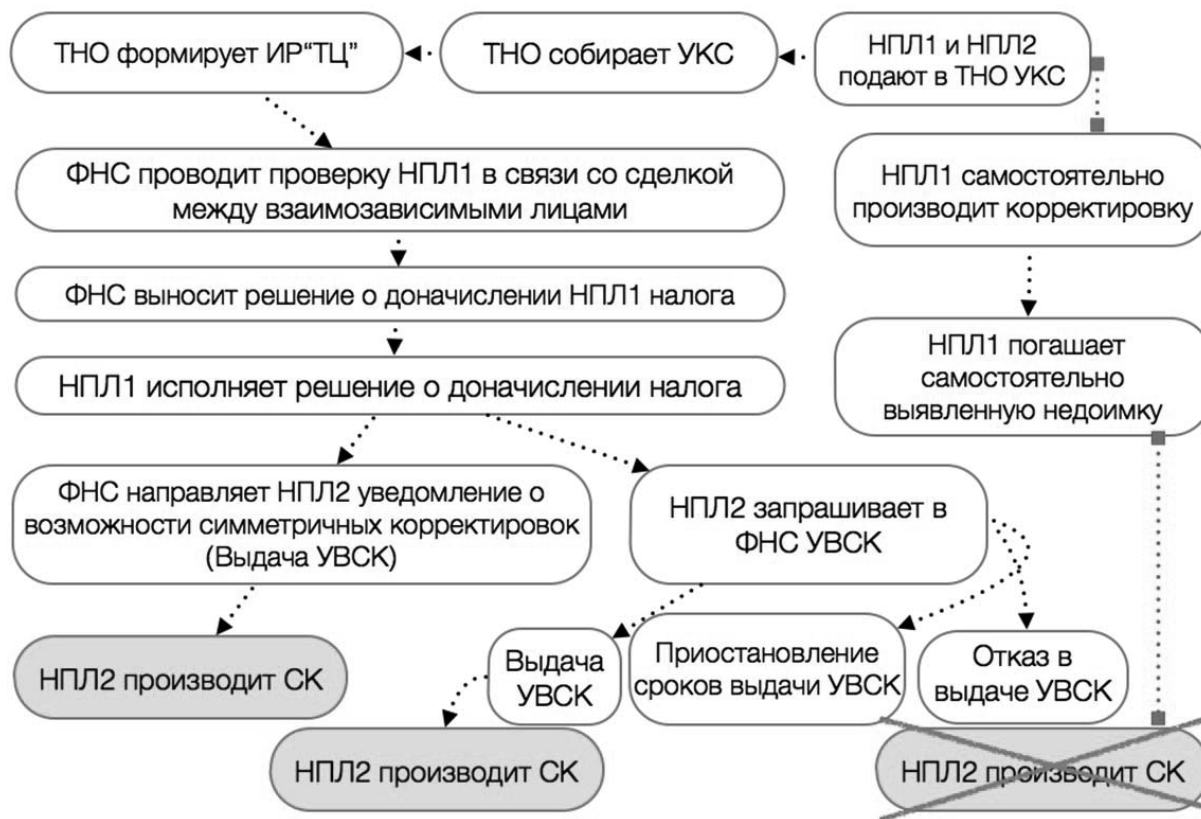 ТНО формирует ИР“ТЦ”
ТНО собирает УКС
НПЛ1 и НПЛ2
подают в ТНО УКС
ФНС проводит проверку НПЛ1 в связи со сделкой
между взаимозависимыми лицами
НПЛ1 самостоятельно
производит корректировку
ФНС выносит решение о доначислении НПЛ1 налога
НПЛ1 исполняет решение о доначислении налога
НПЛ1 погашает
самостоятельно
выявленную недоимку
ФНС направляет НПЛ2 уведомление о
возможности симметричных корректировок
(Выдача УВСК)
НПЛ2 запрашивает в
ФНС УВСК
НПЛ2 производит СК
Выдача
УВСК
Приостановление
сроков выдачи УВСК
Отказ в
выдаче УВСК
НПЛ2 производит СК
НПЛ2 производит СК